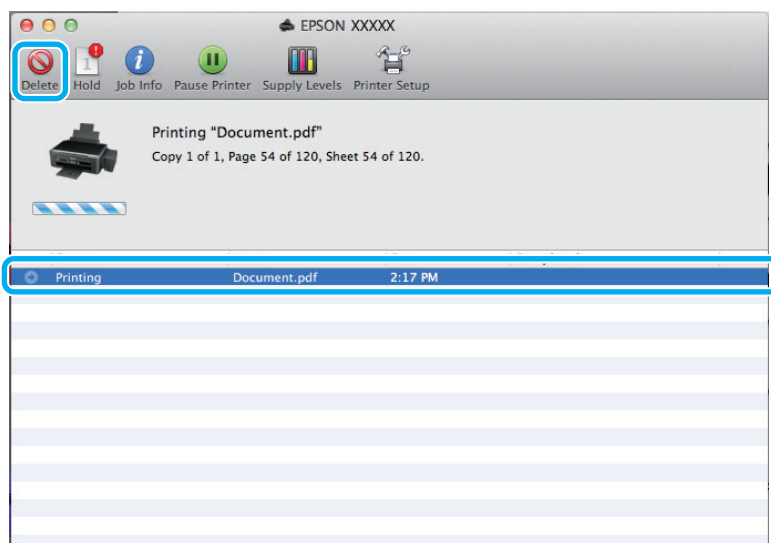 EPSON XXXXX
1
Delete Hold Job Info Pause Printer Supply Levels Printer Setup
Printing "Document.pdf"
Copy 1 of 1, Page 54 of 120, Sheet 54 of 120.
Printing Document.pdf 2:17 PM